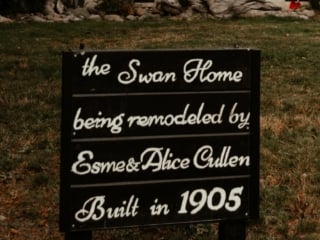 the Swan Home
being remodeled by
Esme & Alice Cullen
Built in 1905